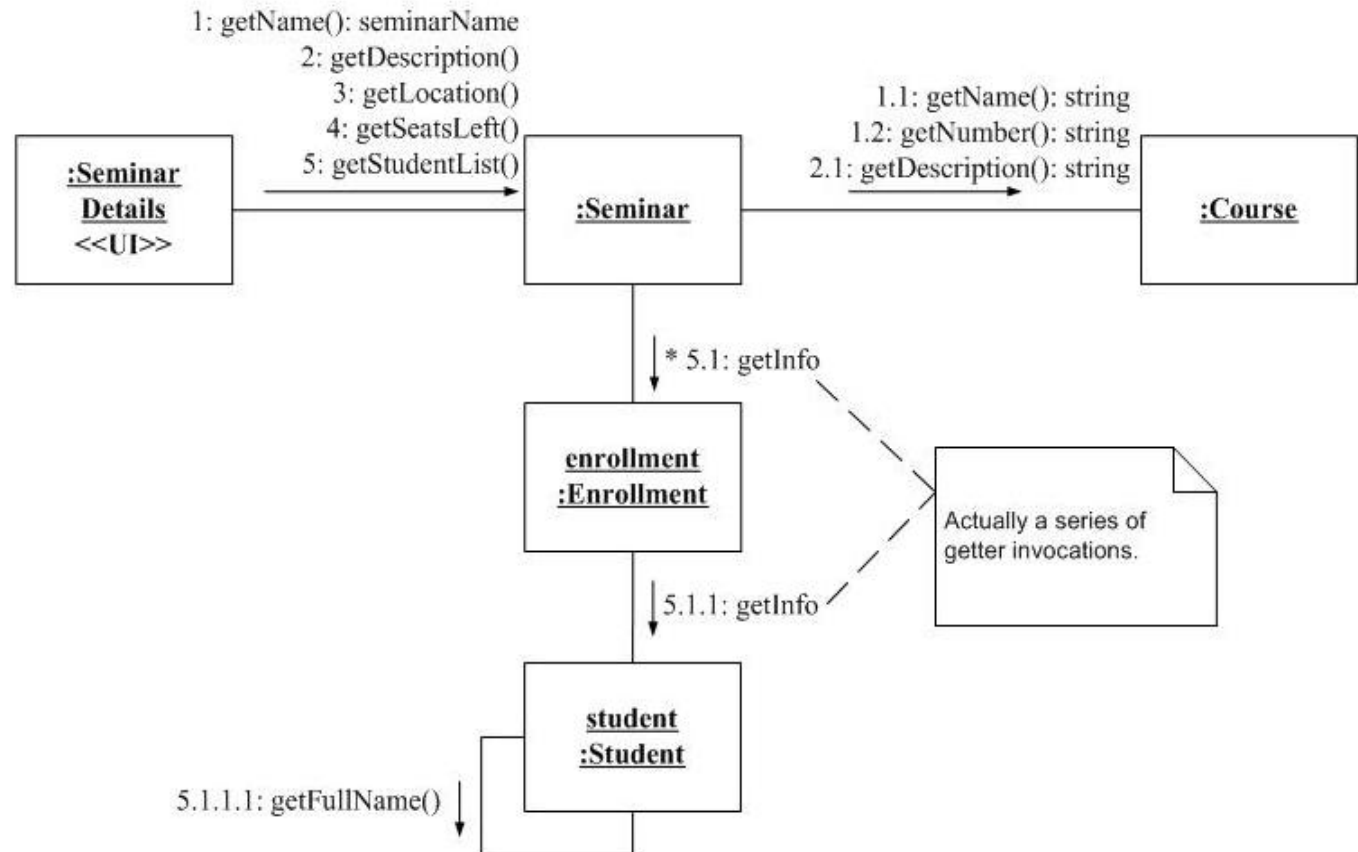 1: getName(): seminarName
2: getDescription()
3: getLocation()
4: getSeatsLeft()
5: getStudentList()
1.1: getName(): string
1.2: getNumber(): string
2.1: getDescription(): string
:Seminar
Details
<<UI>>
:Seminar
:Course
* 5.1: getInfo
enrollment
:Enrollment
Actually a series of
getter invocations.
5.1.1: getInfo
student
:Student
5.1.1.1: getFullName()